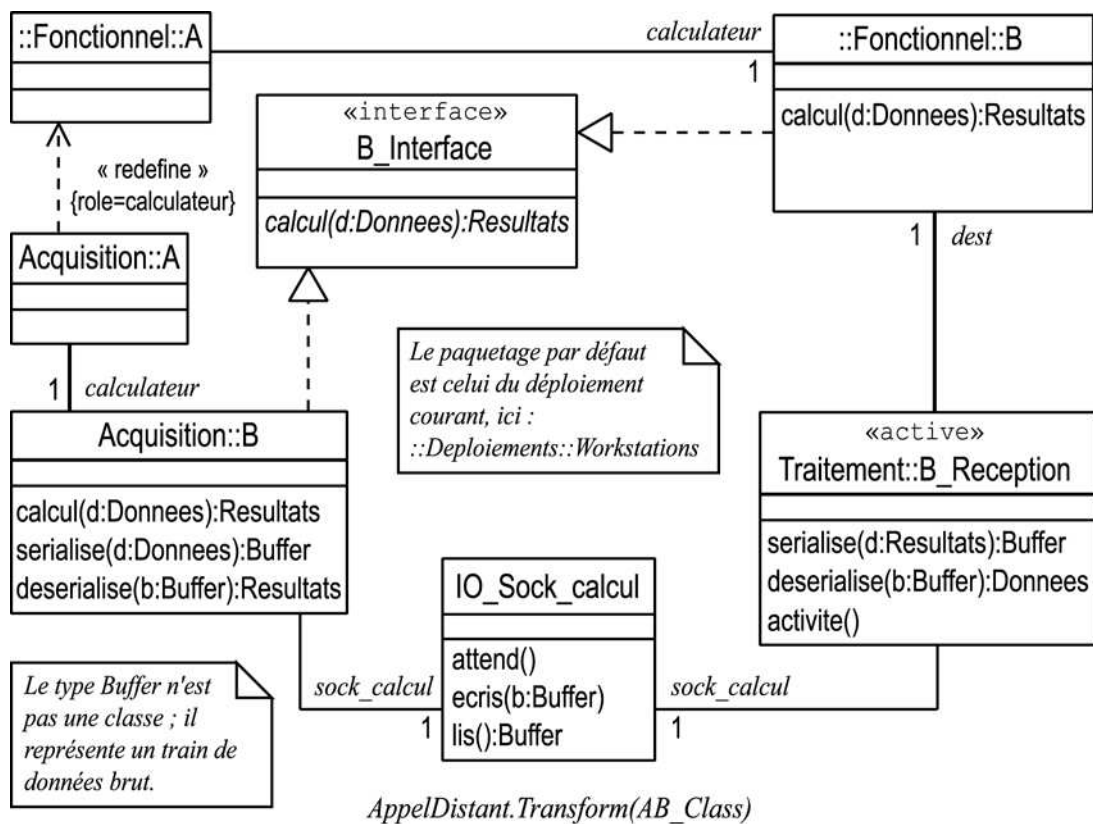 ::Fonctionnel::A
calculateur
1
::Fonctionnel::B
calcul(d:Donnees):Resultats
«interface»
B_Interface
calcul(d:Donnees):Resultats
« redefine »
{role=calculateur}
Acquisition::A
1 calculateur
1 dest
Le paquetage par défaut
est celui du déploiement
courant, ici :
::Deploiements::Workstations
Acquisition::B
calcul(d:Donnees):Resultats
serialise(d:Donnees):Buffer
deserialise(b:Buffer):Resultats
«active»
Traitement::B_Reception
serialise(d:Resultats):Buffer
deserialise(b:Buffer):Donnees
activite()
IO_Sock_calcul
attend()
ecris(b:Buffer)
lis():Buffer
sock_calcul
1
sock_calcul
1
Le type Buffer n'est
pas une classe ; il
représente un train de
données brut.
AppelDistant.Transform(AB_Class)